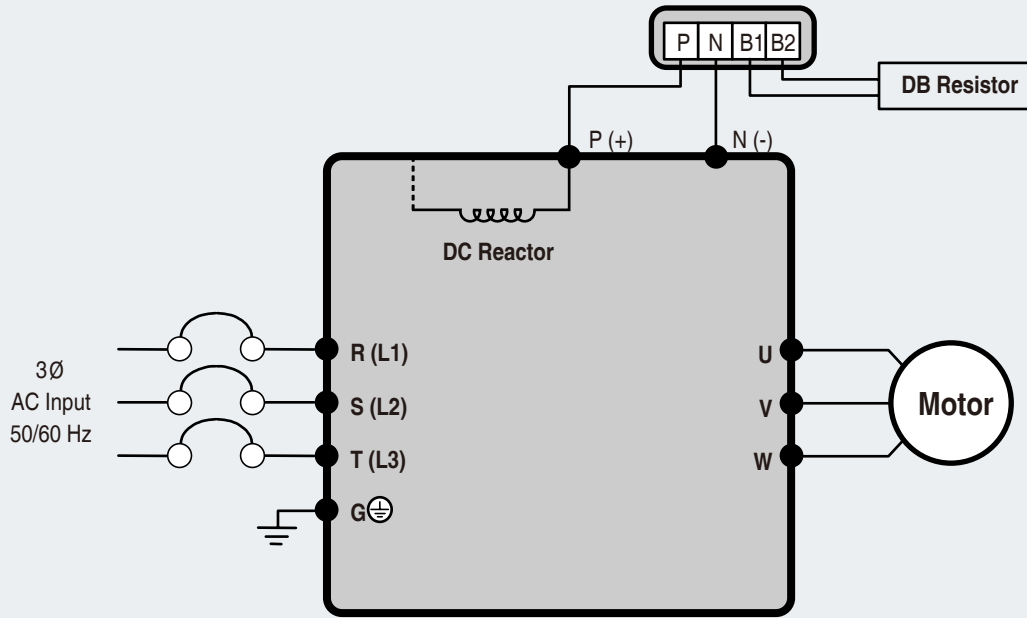 P N B1 B2
DB Resistor
P (+)
N (-)
DC Reactor
3Ø
AC Input
50/60 Hz
R (L1)
S (L2)
T (L3)
G
U
V
W
Motor